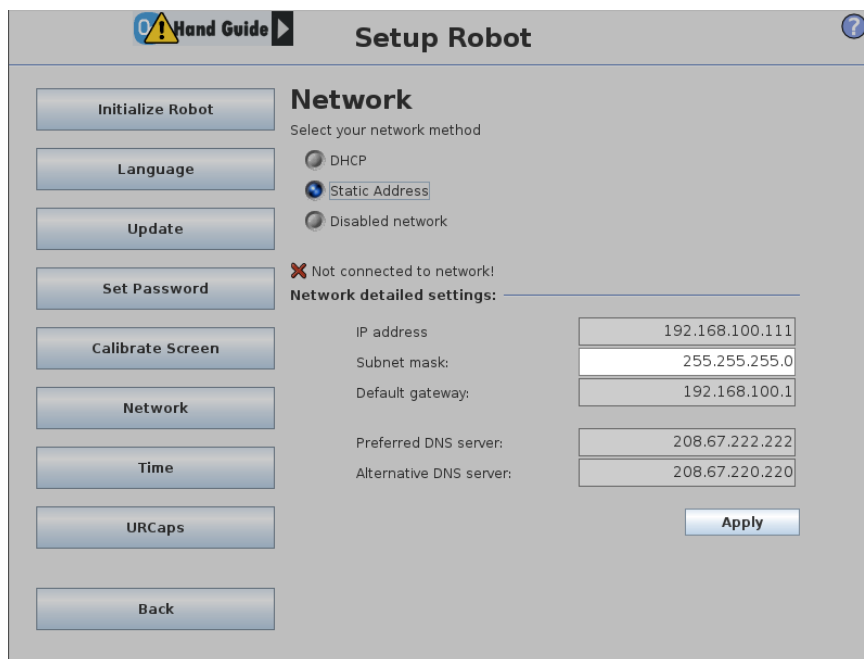 Hand Guide
Setup Robot
?
Initialize Robot
Language
Update
Set Password
Calibrate Screen
Network
Time
URCaps
Back
Network
Select your network method
DHCP
Static Address
Disabled network
Not connected to network!
Network detailed settings:
IP address 192.168.100.111
Subnet mask: 255.255.255.0
Default gateway: 192.168.100.1
Preferred DNS server: 208.67.222.222
Alternative DNS server: 208.67.220.220
Apply